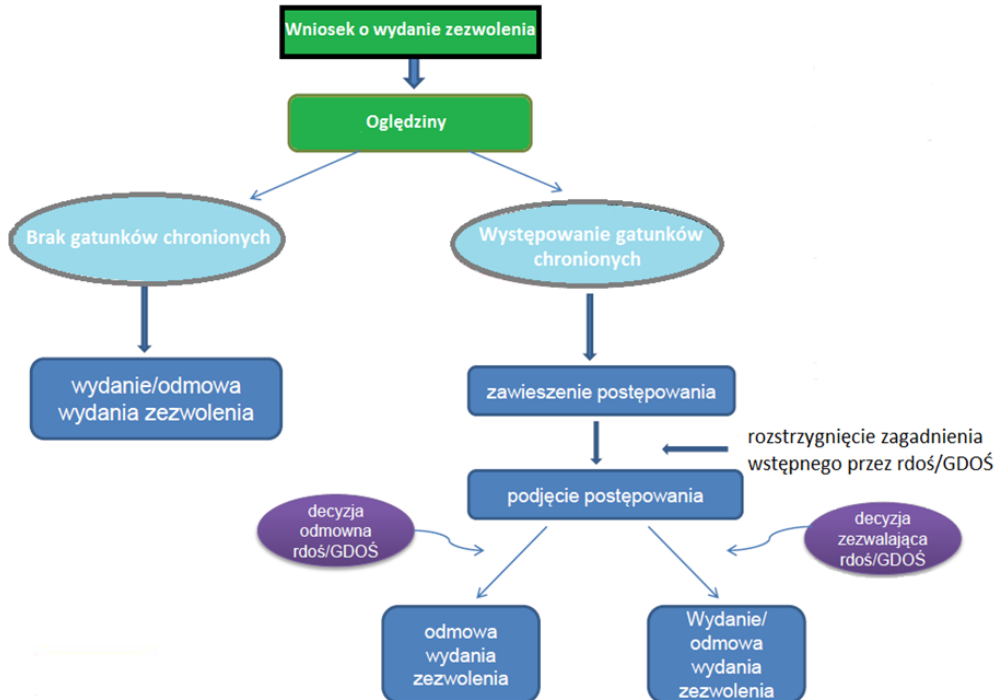 Wniosek o wydanie zezwolenia
Oględziny
Brak gatunków chronionych
Występowanie gatunków
chronionych
wydanie/odmowa
wydania zezwolenia
zawieszenie postępowania
rozstrzygnięcie zagadnienia
wstępnego przez rdoś/GDOŚ
podjęcie postępowania
decyzja
odmowna
rdoś/GDOŚ
decyzja
zezwalająca
rdoś/GDOŚ
odmowa
wydania
zezwolenia
Wydanie/
odmowa
wydania
zezwolenia